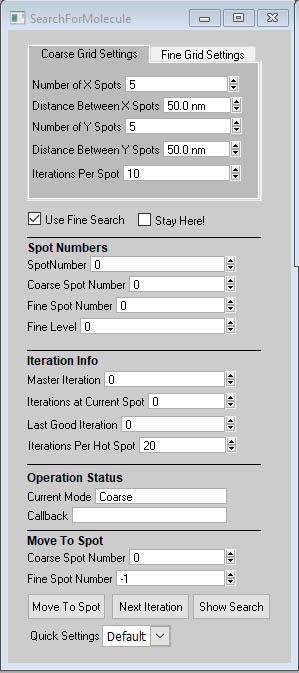 SearchForMolecule
Coarse Grid Settings Fine Grid Settings
Number of X Spots 5
Distance Between X Spots 50.0 nm
Number of Y Spots 5
Distance Between Y Spots 50.0 nm
Iterations Per Spot 10
Use Fine Search Stay Here!
Spot Numbers
SpotNumber 0
Coarse Spot Number 0
Fine Spot Number 0
Fine Level 0
Iteration Info
Master Iteration 0
Iterations at Current Spot 0
Last Good Iteration 0
Iterations Per Hot Spot 20
Operation Status
Current Mode Coarse
Callback
Move To Spot
Coarse Spot Number 0
Fine Spot Number -1
Move To Spot Next Iteration Show Search
Quick Settings Default